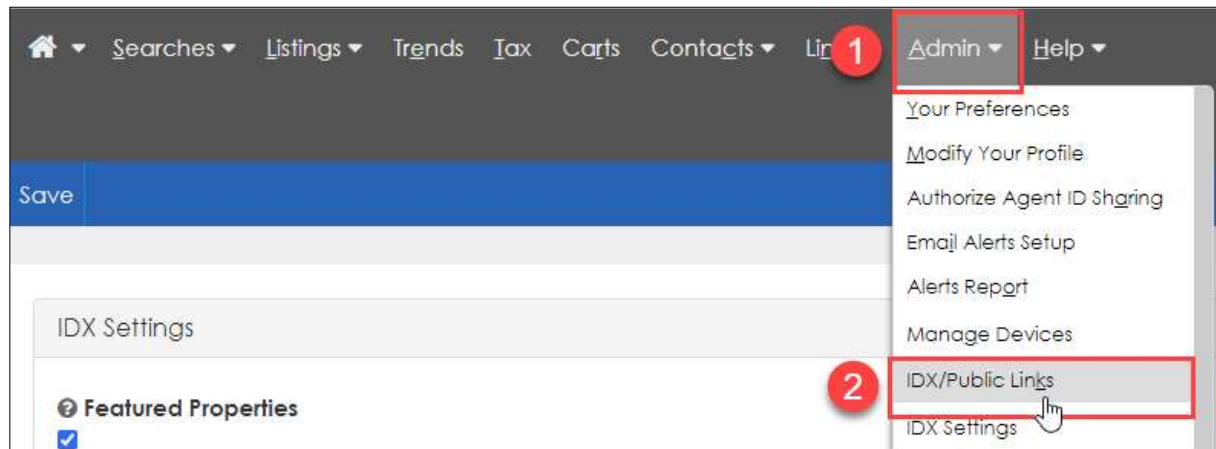 Searches Listings Trends Tax Carts Contacts Lin 1 Admin Help
Your Preferences
Modify Your Profile
Save
Authorize Agent ID Sharing
Email Alerts Setup
Alerts Report
IDX Settings
Manage Devices
2 IDX/Public Links
Featured Properties
IDX Settings